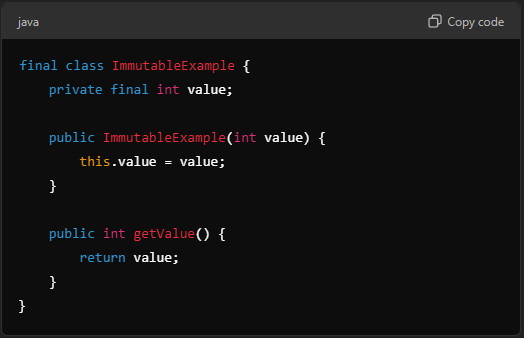 java
Copy code
final class ImmutableExample {
    private final int value;

    public ImmutableExample(int value) {
        this.value = value;
    }

    public int getValue() {
        return value;
    }
}